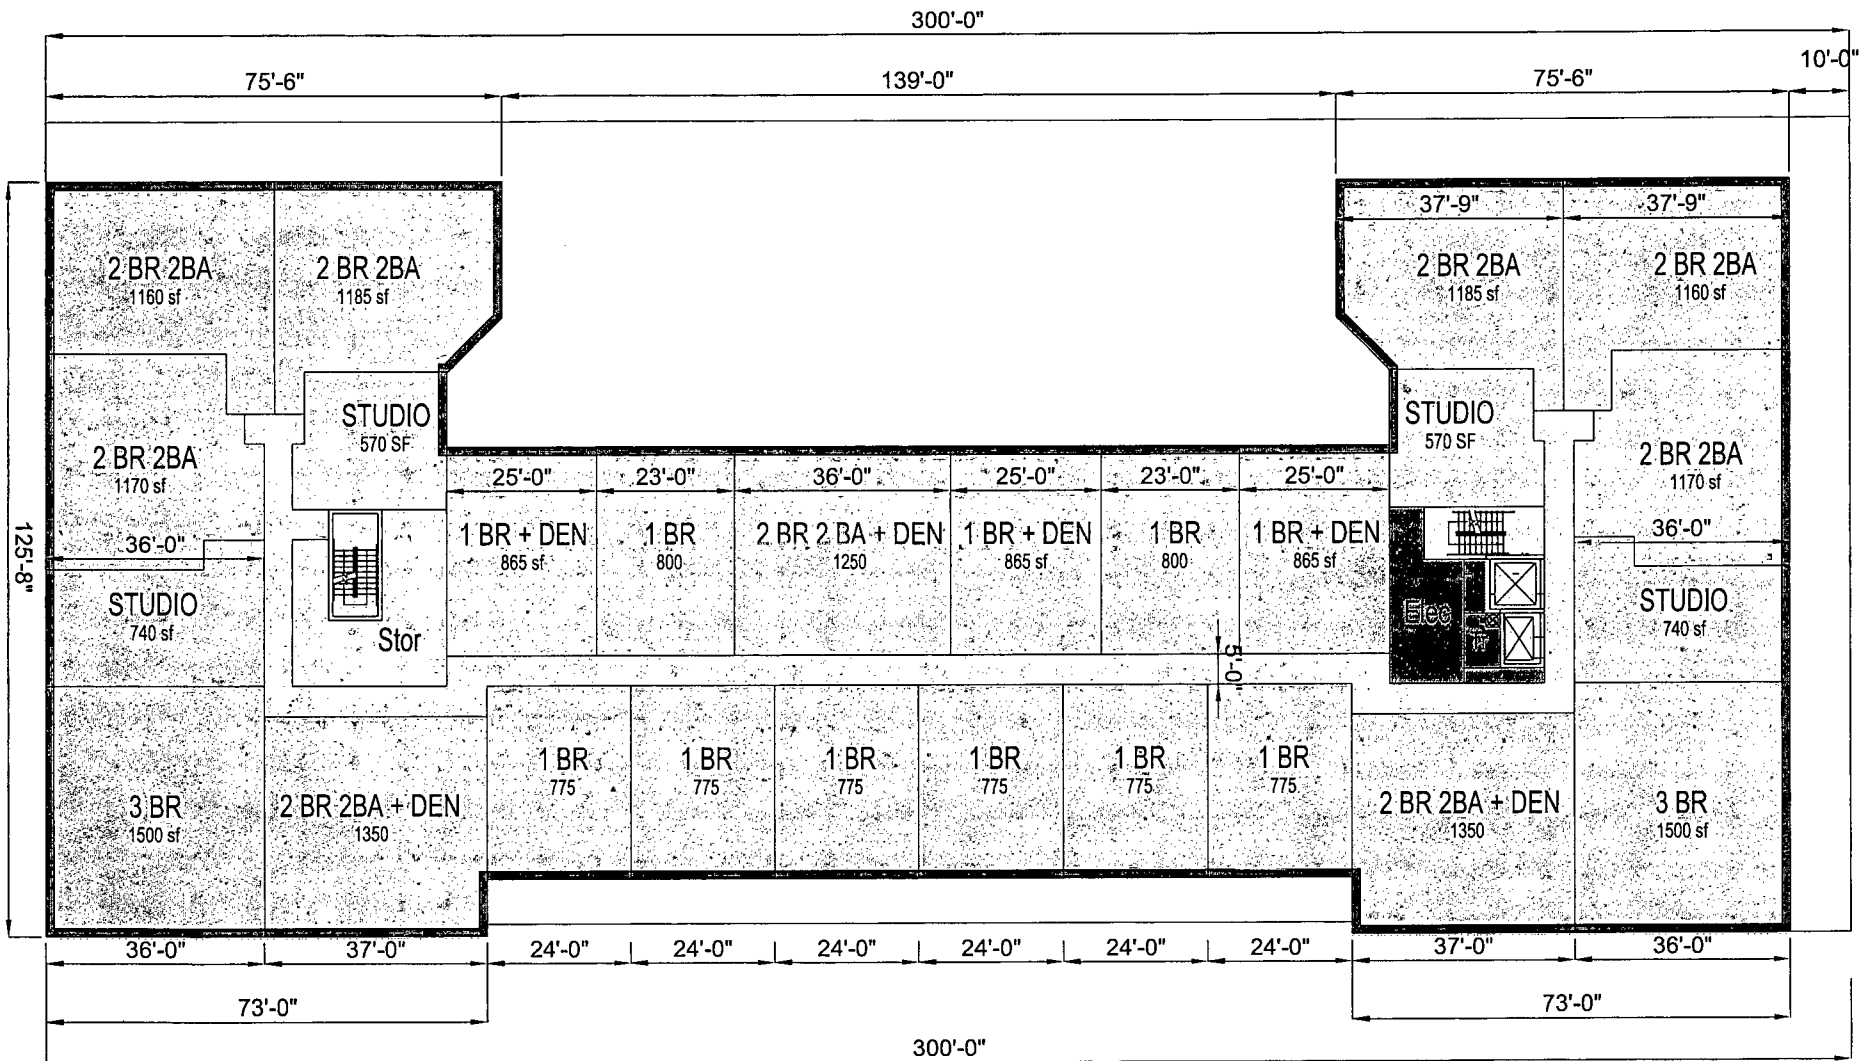 300'-0"
10'-0"
75'-6"
139'-0"
75'-6"
37'-9"
37'-9"
2 BR 2BA
1160 sf
2 BR 2BA
1185 sf
2 BR 2BA
1185 sf
2 BR 2BA
1160 sf
STUDIO
570 SF
STUDIO
570 SF
2 BR 2BA
1170 sf
2 BR 2BA
1170 sf
25'-0"
23'-0"
36'-0"
25'-0"
23'-0"
25'-0"
125'-8"
36'-0"
1 BR + DEN
865 sf
1 BR
800
2 BR 2 BA + DEN
1250
1 BR + DEN
865 sf
1 BR
800
1 BR + DEN
865 sf
36'-0"
STUDIO
740 sf
Stor
Elec
STUDIO
740 sf
5'-0"
3 BR
1500 sf
2 BR 2BA + DEN
1350
1 BR
775
1 BR
775
1 BR
775
1 BR
775
1 BR
775
1 BR
775
2 BR 2BA + DEN
1350
3 BR
1500 sf
36'-0"
37'-0"
24'-0"
24'-0"
24'-0"
24'-0"
24'-0"
24'-0"
37'-0"
36'-0"
73'-0"
73'-0"
300'-0"